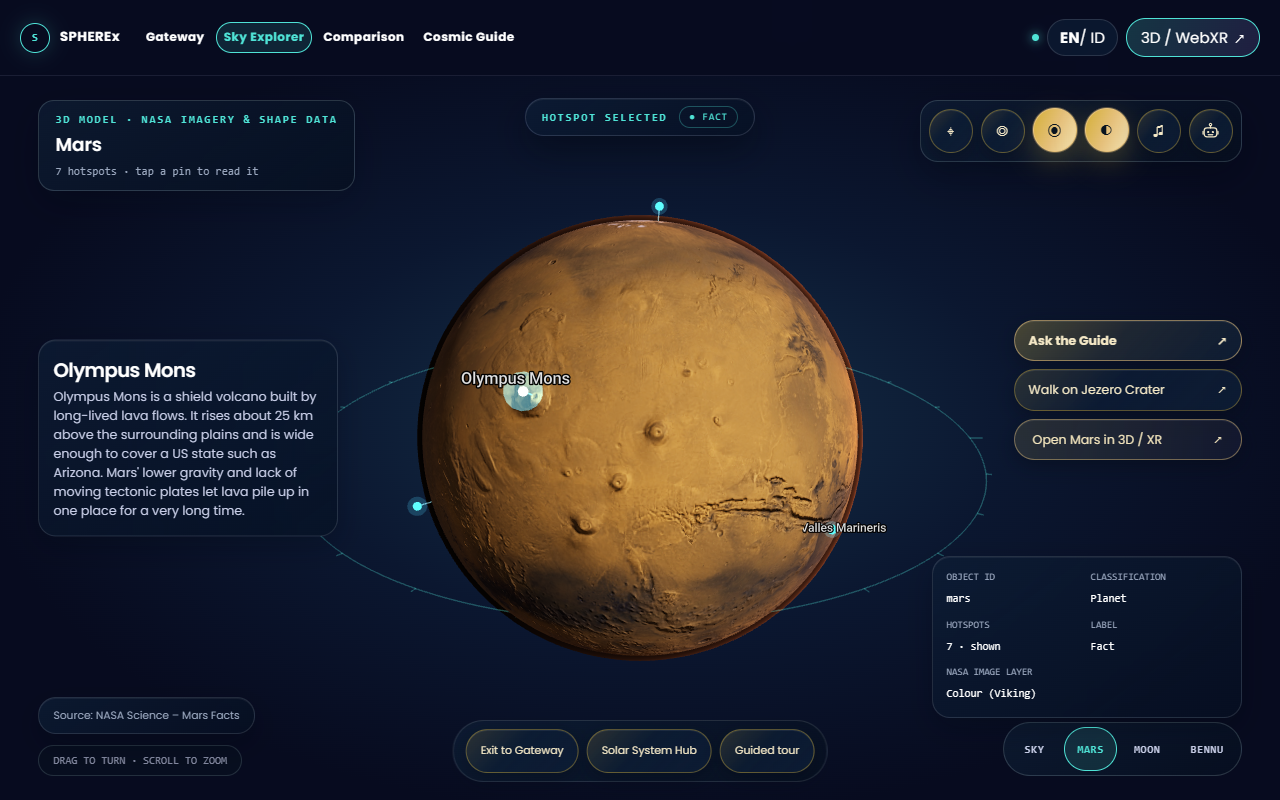 S SPHEREx Gateway Sky Explorer Comparison Cosmic Guide EN/ ID 3D / WebXR ↗
3D MODEL · NASA IMAGERY & SHAPE DATA
Mars
7 hotspots · tap a pin to read it
HOTSPOT SELECTED • FACT
Olympus Mons
Valles Marineris
Olympus Mons
Olympus Mons is a shield volcano built by
long-lived lava flows. It rises about 25 km
above the surrounding plains and is wide
enough to cover a US state such as
Arizona. Mars' lower gravity and lack of
moving tectonic plates let lava pile up in
one place for a very long time.
Ask the Guide ↗
Walk on Jezero Crater ↗
Open Mars in 3D / XR ↗
OBJECT ID CLASSIFICATION
mars Planet
HOTSPOTS LABEL
7 · shown Fact
NASA IMAGE LAYER
Colour (Viking)
Source: NASA Science – Mars Facts
DRAG TO TURN · SCROLL TO ZOOM
Exit to Gateway Solar System Hub Guided tour
SKY MARS MOON BENNU